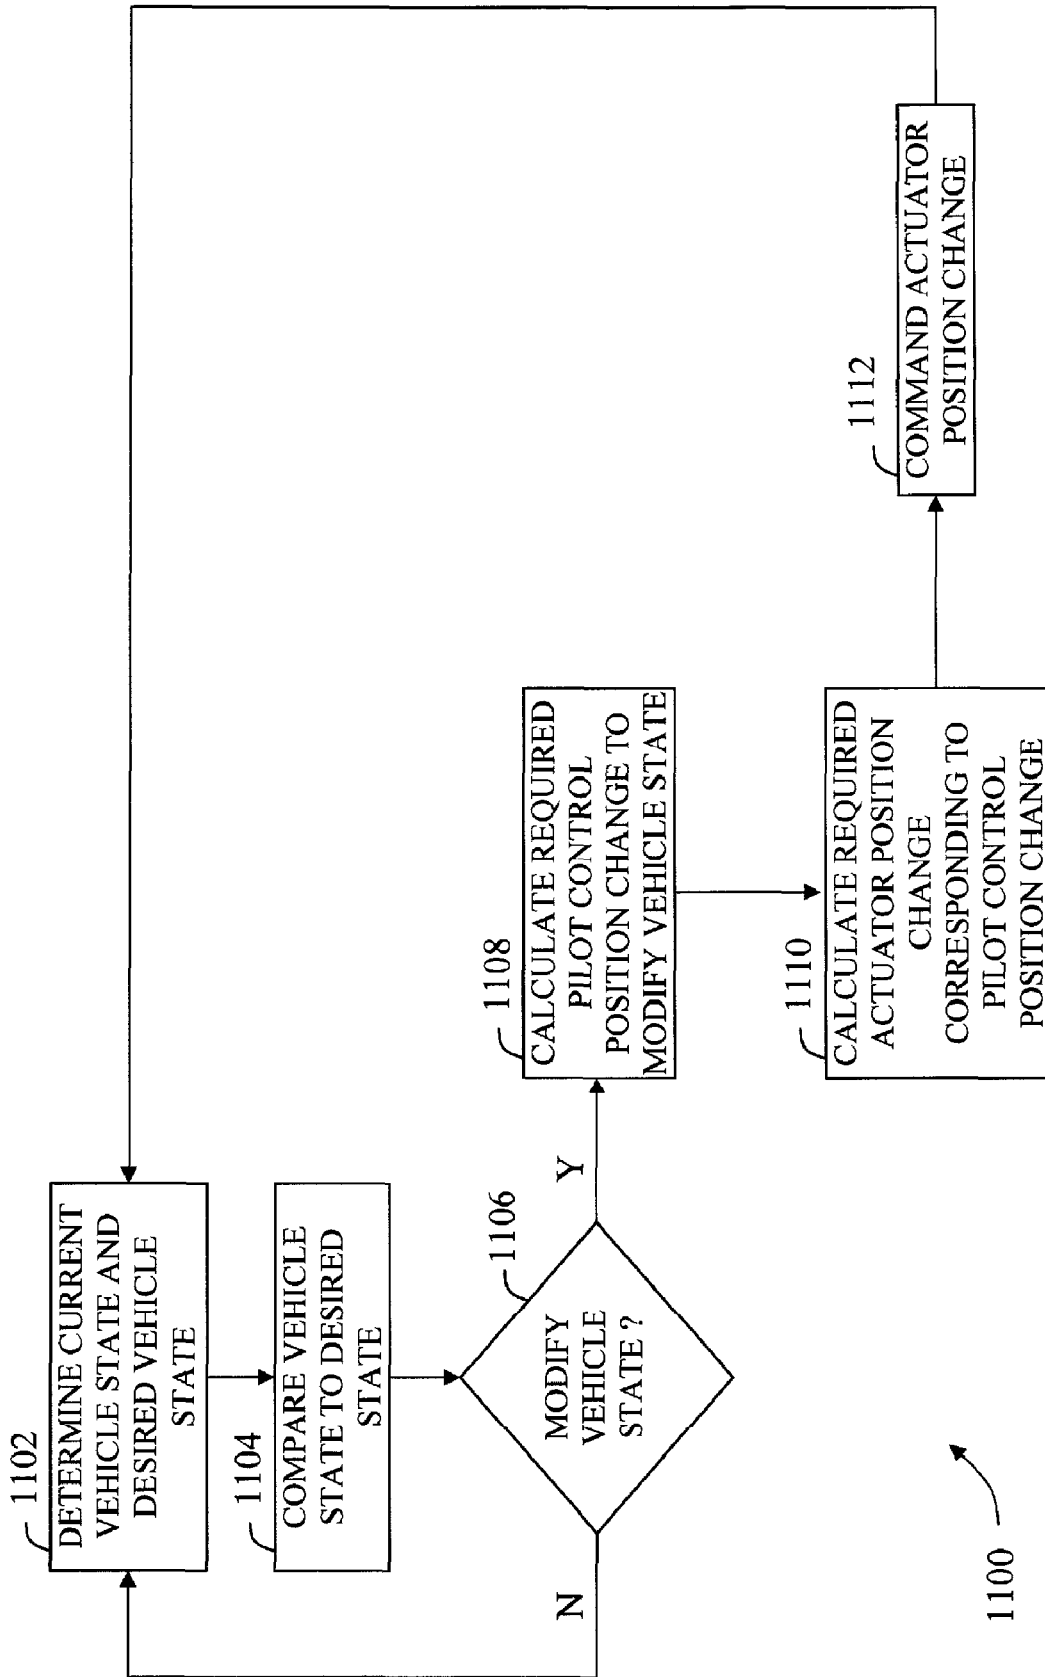 1102
DETERMINE CURRENT
VEHICLE STATE AND
DESIRED VEHICLE
STATE
1104
COMPARE VEHICLE
STATE TO DESIRED
STATE
1106
MODIFY
VEHICLE
STATE ?
N
Y
1108
CALCULATE REQUIRED
PILOT CONTROL
POSITION CHANGE TO
MODIFY VEHICLE STATE
1110
CALCULATE REQUIRED
ACTUATOR POSITION
CHANGE
CORRESPONDING TO
PILOT CONTROL
POSITION CHANGE
1112
COMMAND ACTUATOR
POSITION CHANGE
1100